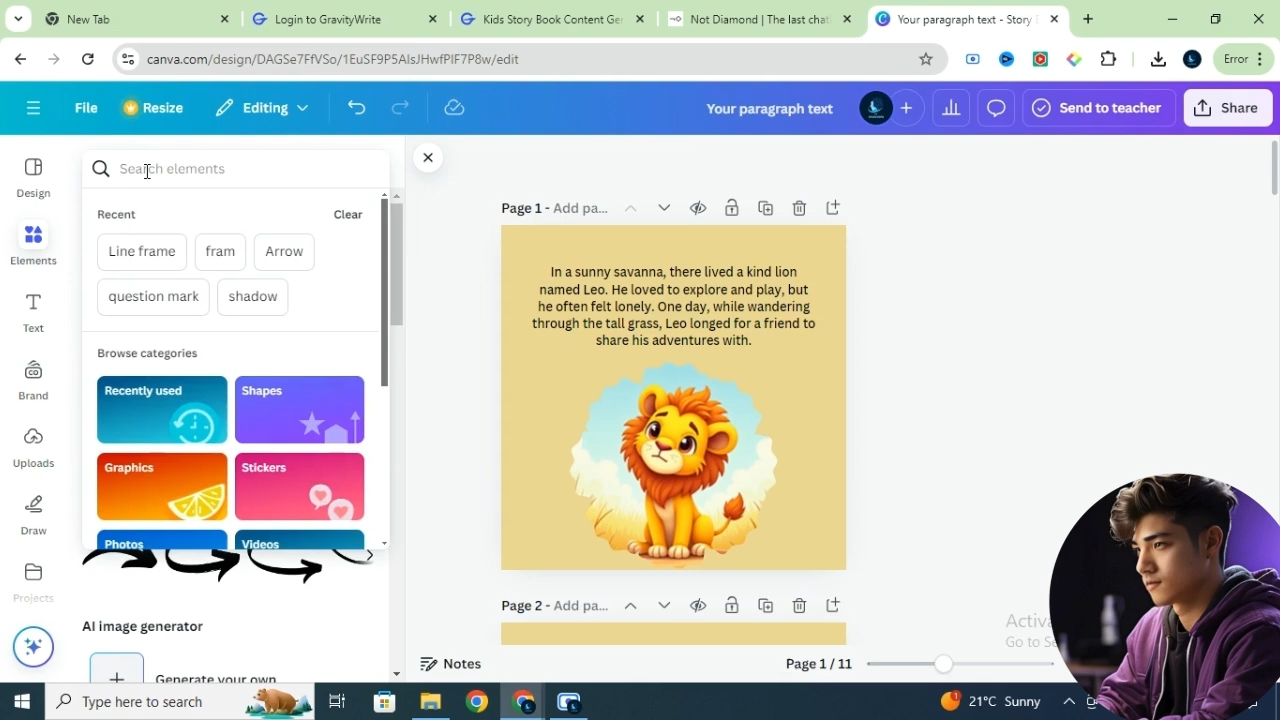 New Tab
Login to GravityWrite
Kids Story Book Content Ge
Not Diamond | The last cha
Your paragraph text - Story
canva.com/design/DAGSe7FfVSo/1EuSF9P5AIsJHwfPIF7P8w/edit
Error
File
Resize
Editing
Your paragraph text
Send to teacher
Share
Design
Elements
Text
Brand
Uploads
Draw
Projects
Search elements
Recent
Clear
Line frame
fram
Arrow
question mark
shadow
Browse categories
Recently used
Shapes
Graphics
Stickers
Photos
Videos
AI image generator
Generate your own
Page 1 - Add pa...
In a sunny savanna, there lived a kind lion
named Leo. He loved to explore and play, but
he often felt lonely. One day, while wandering
through the tall grass, Leo longed for a friend to
share his adventures with.
Page 2 - Add pa...
Notes
Page 1 / 11
Activa
Go to Se
Type here to search
1
21°C Sunny